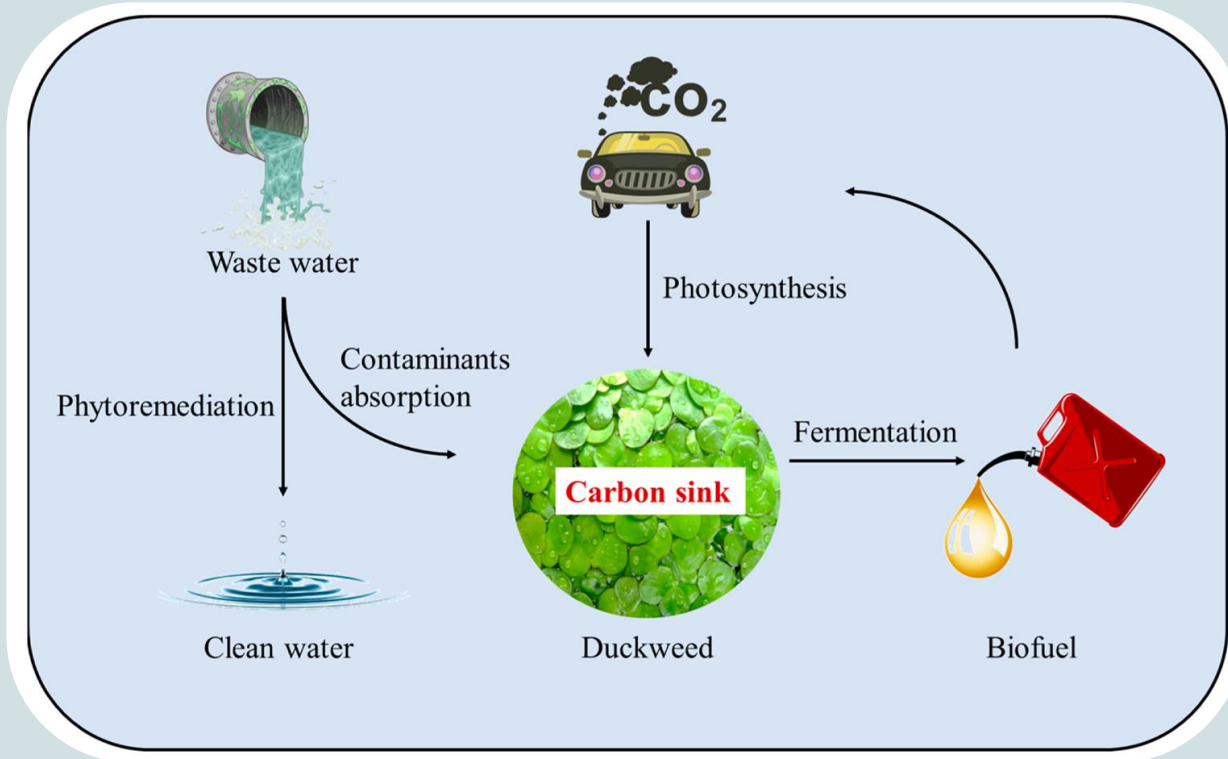 CO₂
Waste water
Photosynthesis
Contaminants
absorption
Phytoremediation
Fermentation
Carbon sink
Clean water
Duckweed
Biofuel